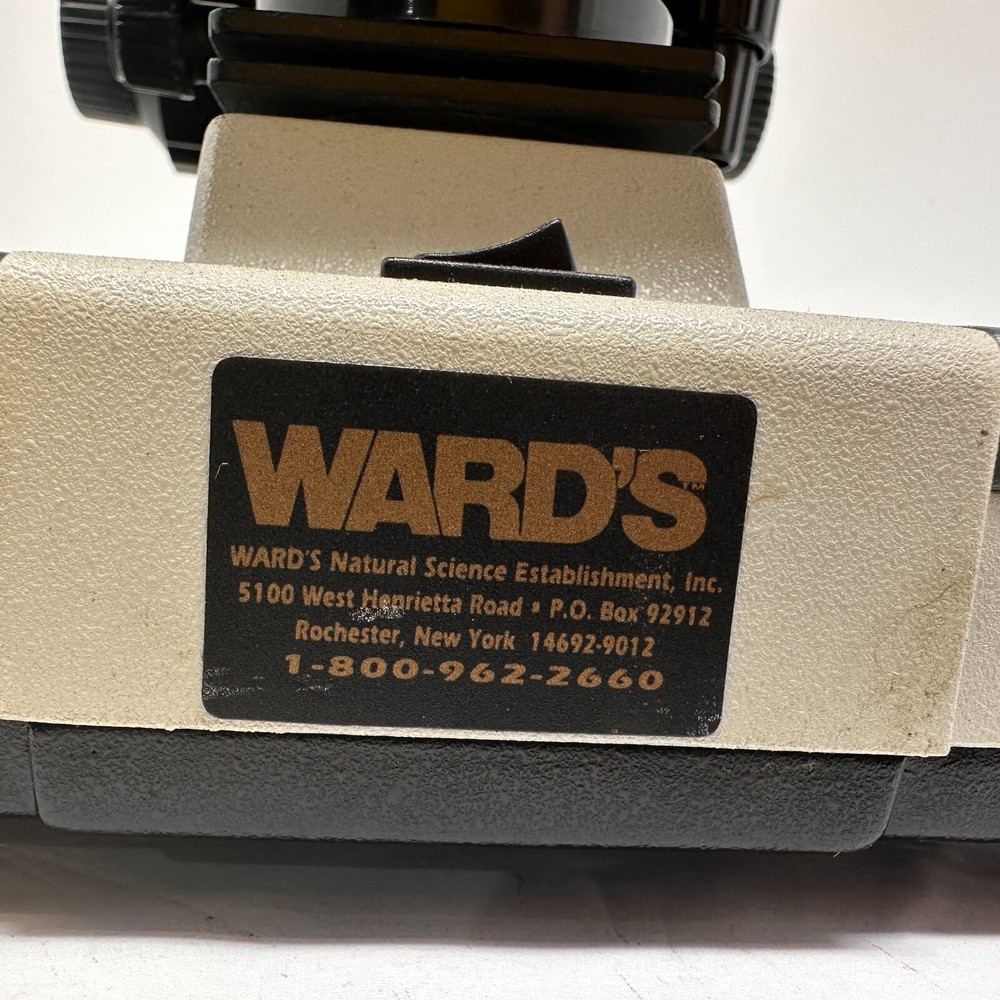 WARD'S™
WARD'S Natural Science Establishment, Inc.
5100 West Henrietta Road ▪ P.O. Box 92912
Rochester, New York 14692-9012
1-800-962-2660